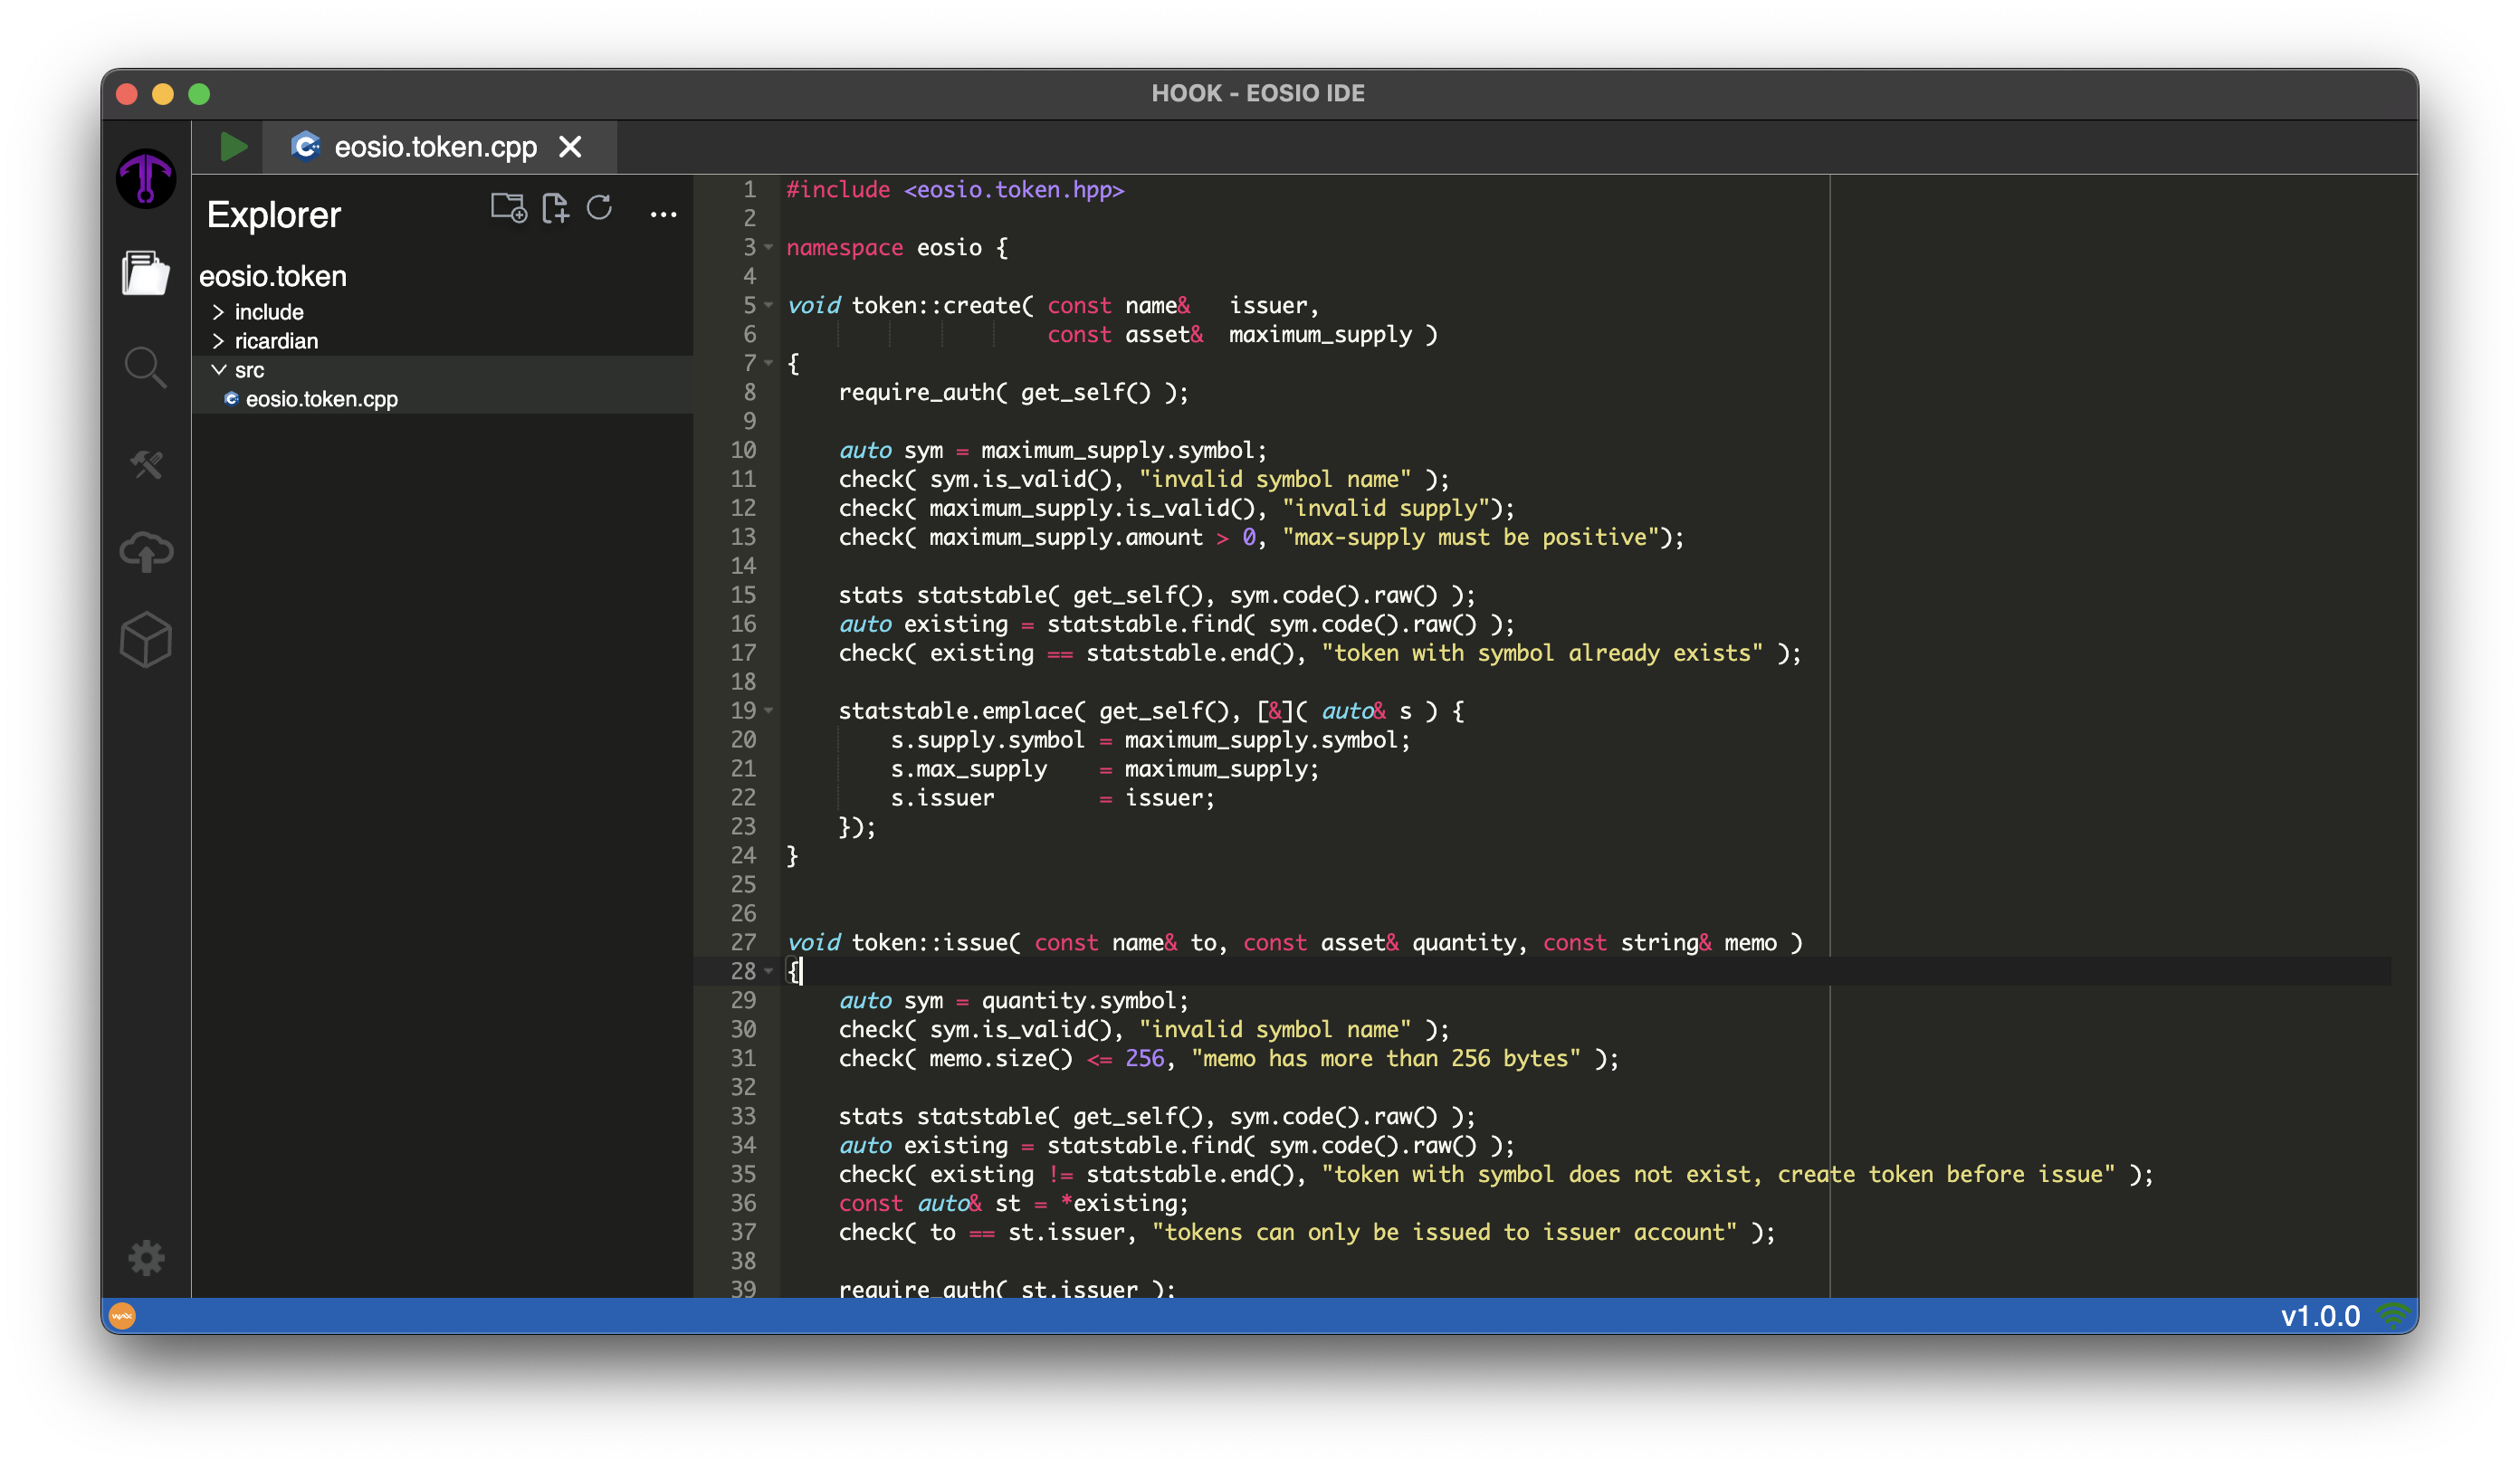 HOOK - EOSIO IDE
eosio.token.cpp
Explorer
eosio.token
include
ricardian
src
eosio.token.cpp
1 #include <eosio.token.hpp>
2
3 namespace eosio {
4
5 void token::create( const name&   issuer,
6                     const asset&  maximum_supply )
7 {
8     require_auth( get_self() );
9
10     auto sym = maximum_supply.symbol;
11     check( sym.is_valid(), "invalid symbol name" );
12     check( maximum_supply.is_valid(), "invalid supply");
13     check( maximum_supply.amount > 0, "max-supply must be positive");
14
15     stats statstable( get_self(), sym.code().raw() );
16     auto existing = statstable.find( sym.code().raw() );
17     check( existing == statstable.end(), "token with symbol already exists" );
18
19     statstable.emplace( get_self(), [&]( auto& s ) {
20         s.supply.symbol = maximum_supply.symbol;
21         s.max_supply    = maximum_supply;
22         s.issuer        = issuer;
23     });
24 }
25
26
27 void token::issue( const name& to, const asset& quantity, const string& memo )
28 {
29     auto sym = quantity.symbol;
30     check( sym.is_valid(), "invalid symbol name" );
31     check( memo.size() <= 256, "memo has more than 256 bytes" );
32
33     stats statstable( get_self(), sym.code().raw() );
34     auto existing = statstable.find( sym.code().raw() );
35     check( existing != statstable.end(), "token with symbol does not exist, create token before issue" );
36     const auto& st = *existing;
37     check( to == st.issuer, "tokens can only be issued to issuer account" );
38
39     require_auth( st.issuer );
WAX
v1.0.0